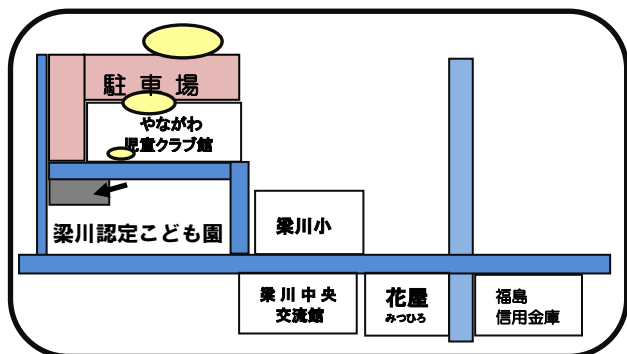 駐車場
やながわ
児童クラブ館
梁川認定こども園
梁川小
梁川中央
交流館
花屋
みつひろ
福島
信用金庫